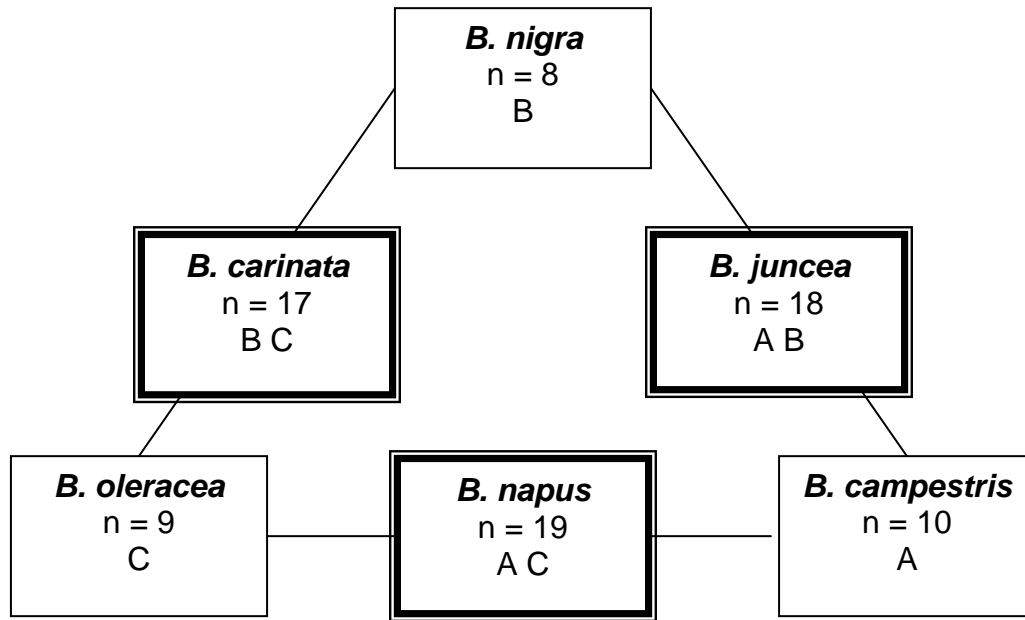 B. nigra
n = 8
B
B. carinata
n = 17
B C
B. juncea
n = 18
A B
B. oleracea
n = 9
C
B. napus
n = 19
A C
B. campestris
n = 10
A